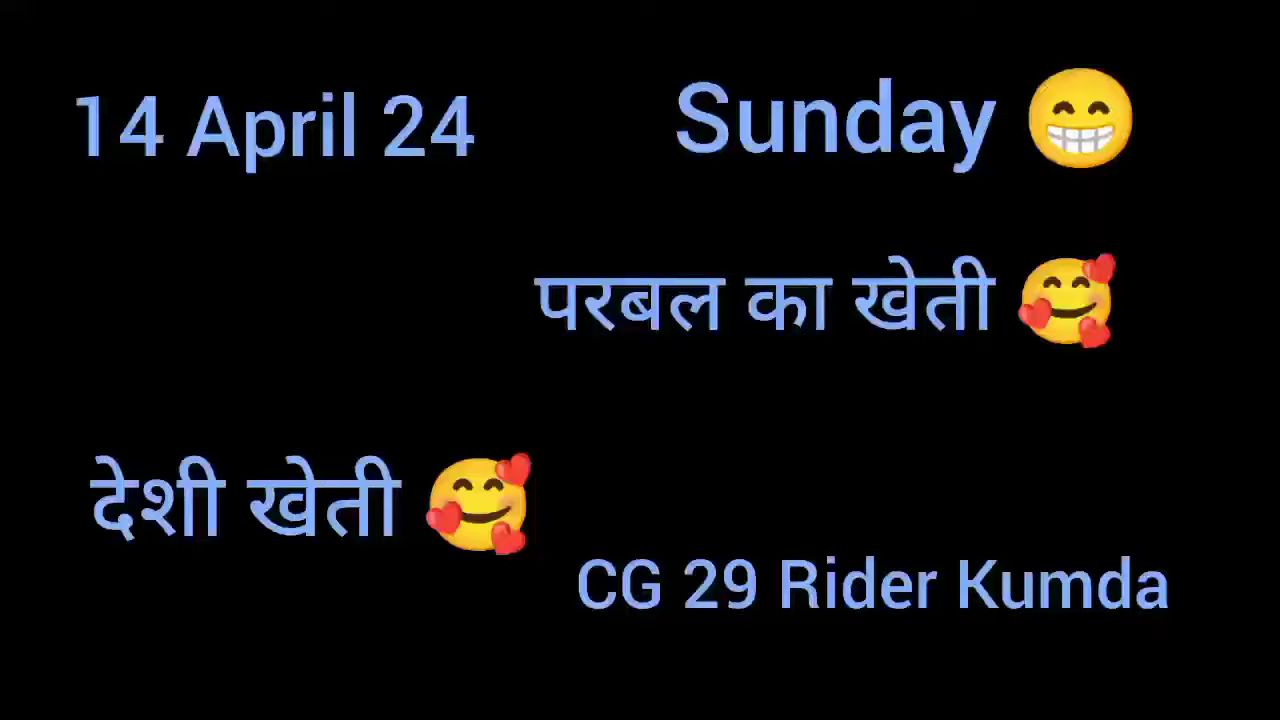 14 April 24 Sunday 😁
परबल का खेती 🥰
देशी खेती 🥰
CG 29 Rider Kumda